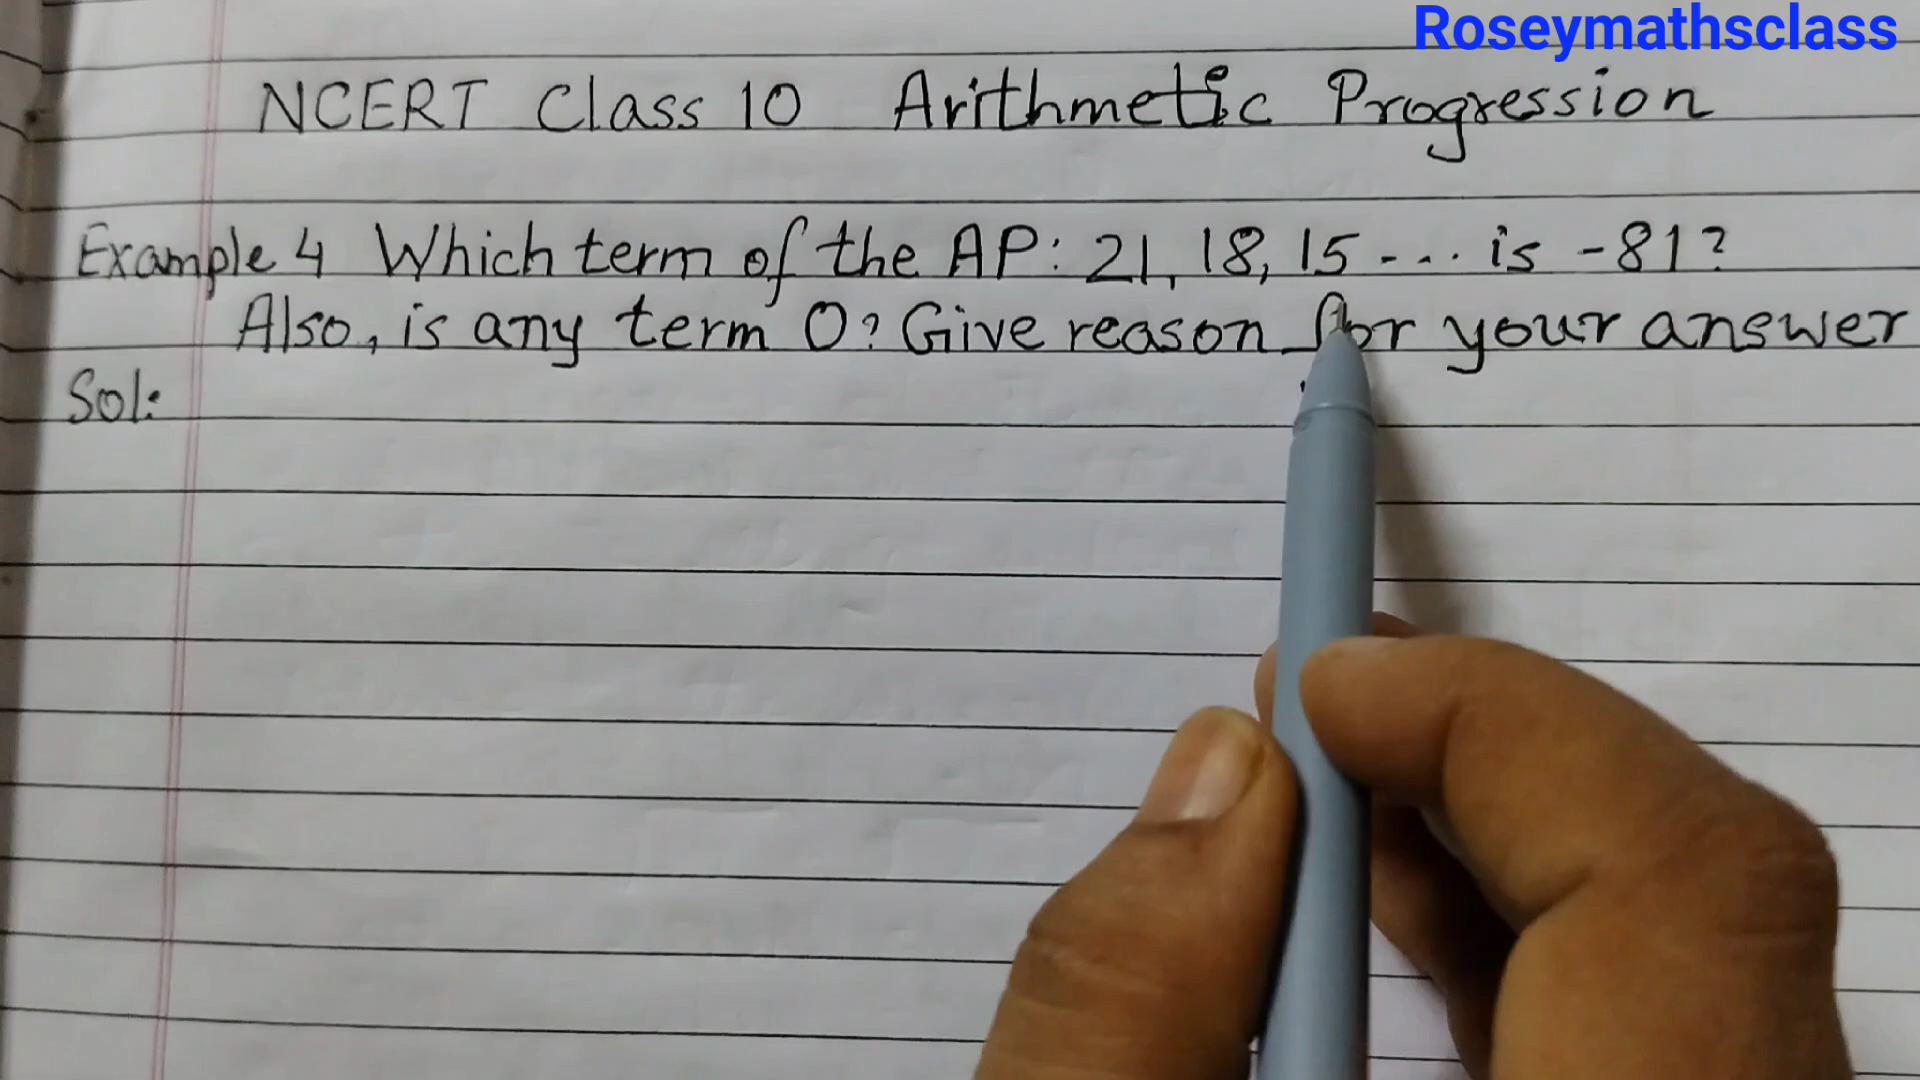 Roseymathsclass
NCERT Class 10 Arithmetic Progression
Example 4 Which term of the AP: 21, 18, 15 - - .. is -81?
Also, is any term 0? Give reason for your answer
Sol: